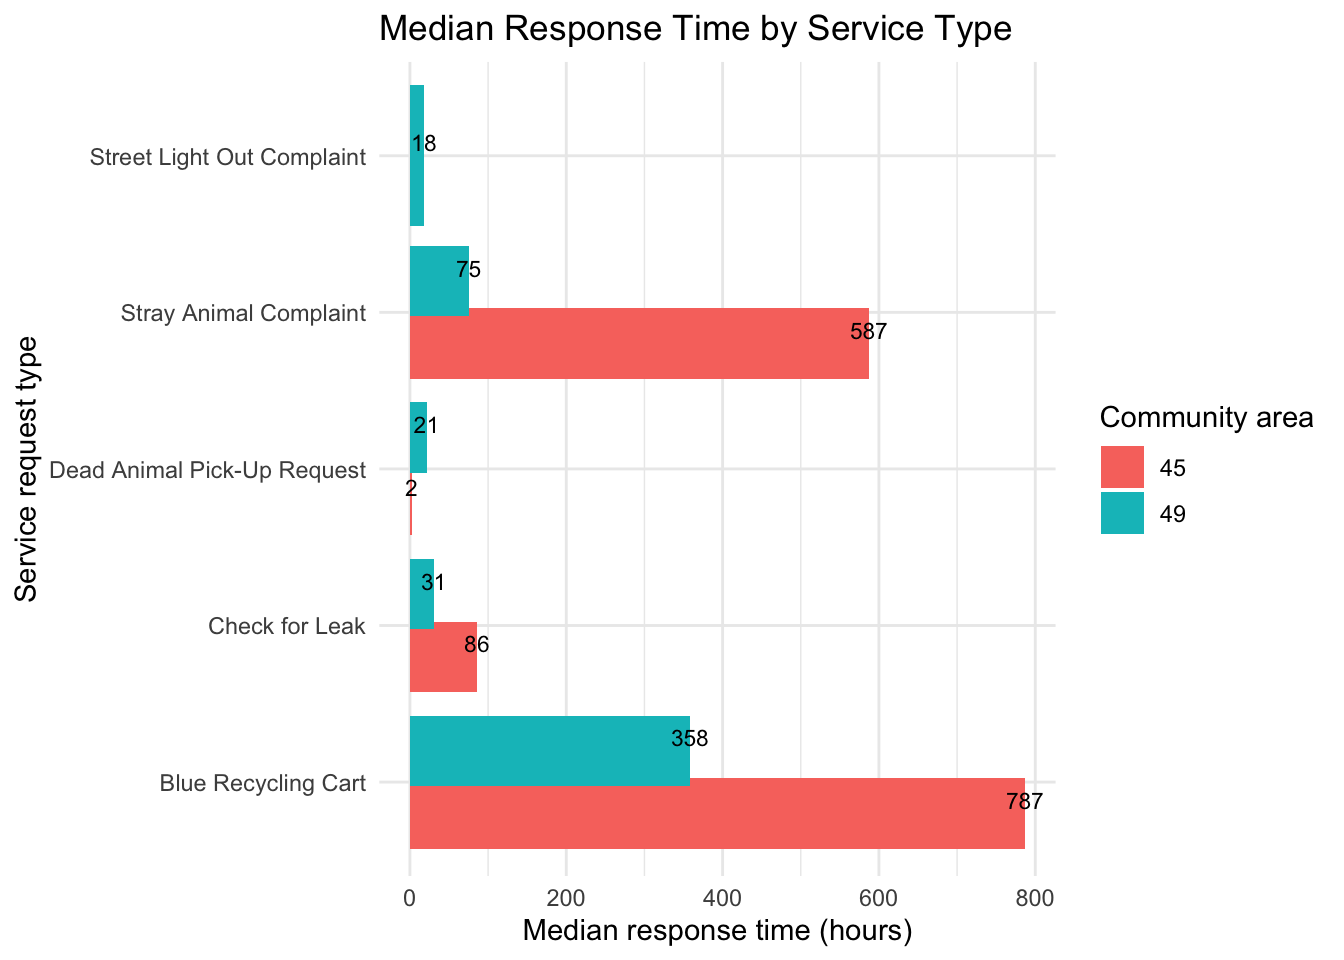 Median Response Time by Service Type
Service request type
Street Light Out Complaint
18
Stray Animal Complaint
75
587
Dead Animal Pick-Up Request
21
2
Check for Leak
31
86
Blue Recycling Cart
358
787
0 200 400 600 800
Median response time (hours)
Community area
45
49